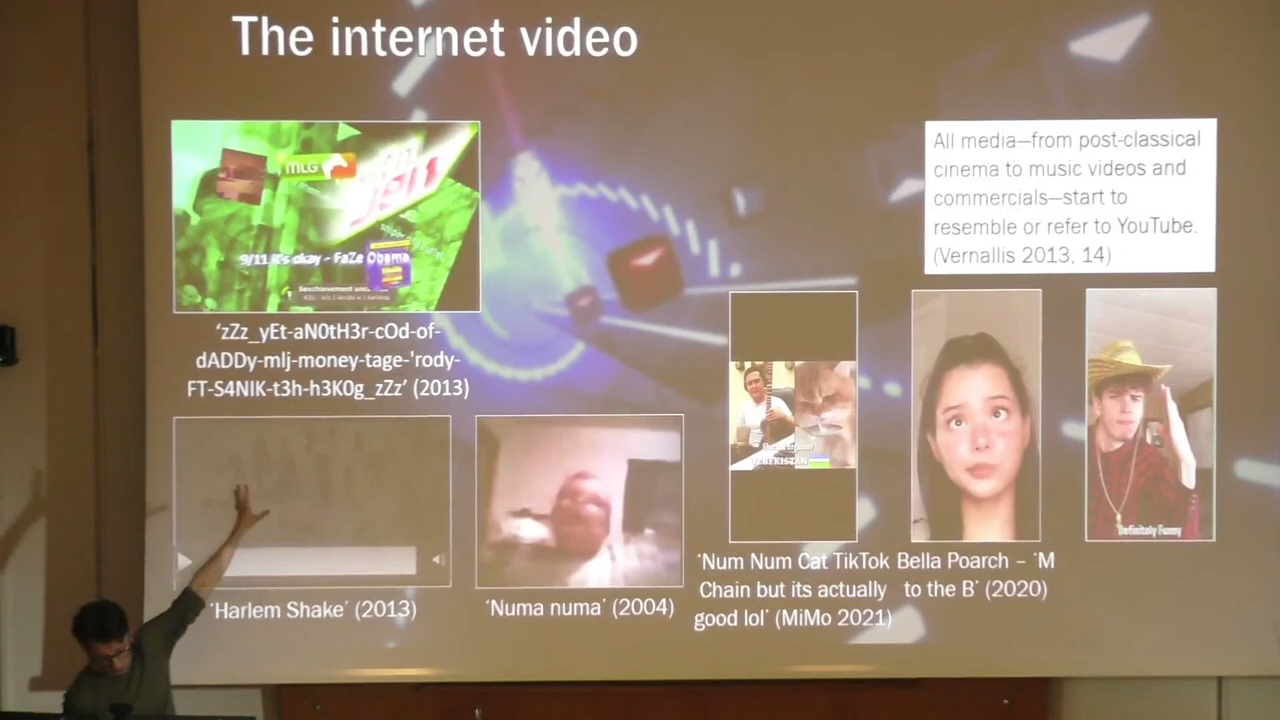 The internet video
mLG
9/11 it's okay - FaZe Obama
'zZz_yEt-aN0tH3r-cOd-of-
dADDy-mlj-money-tage-'rody-
FT-S4NIK-t3h-h3K0g_zZz' (2013)
All media—from post-classical
cinema to music videos and
commercials—start to
resemble or refer to YouTube.
(Vernallis 2013, 14)
'Harlem Shake' (2013)
'Numa numa' (2004)
UZBEKISTAN
'Num Num Cat TikTok
Chain but its actually
good lol' (MiMo 2021)
Bella Poarch – 'M
to the B' (2020)
Definitely Funny